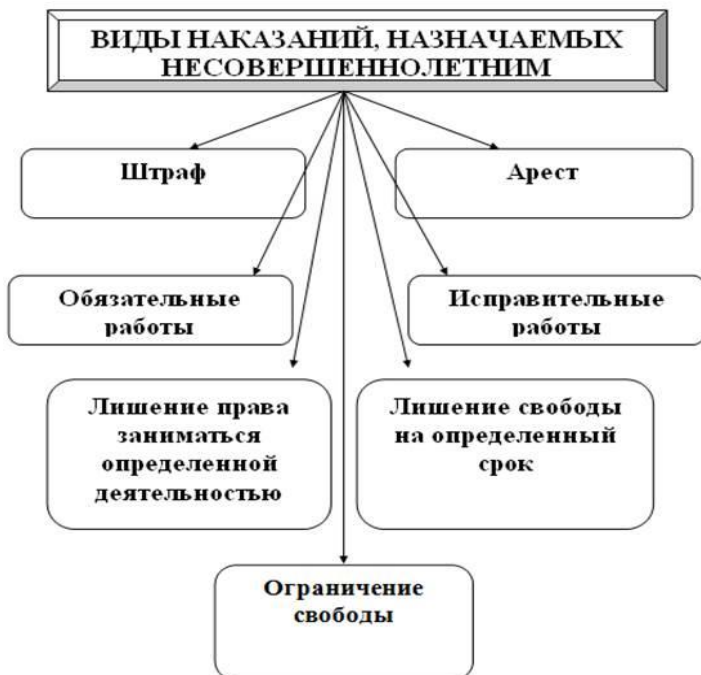 ВИДЫ НАКАЗАНИЙ, НАЗНАЧАЕМЫХ
НЕСОВЕРШЕННОЛЕТНИМ
Штраф
Арест
Обязательные
работы
Исправительные
работы
Лишение права
заниматься
определенной
деятельностью
Лишение свободы
на определенный
срок
Ограничение
свободы